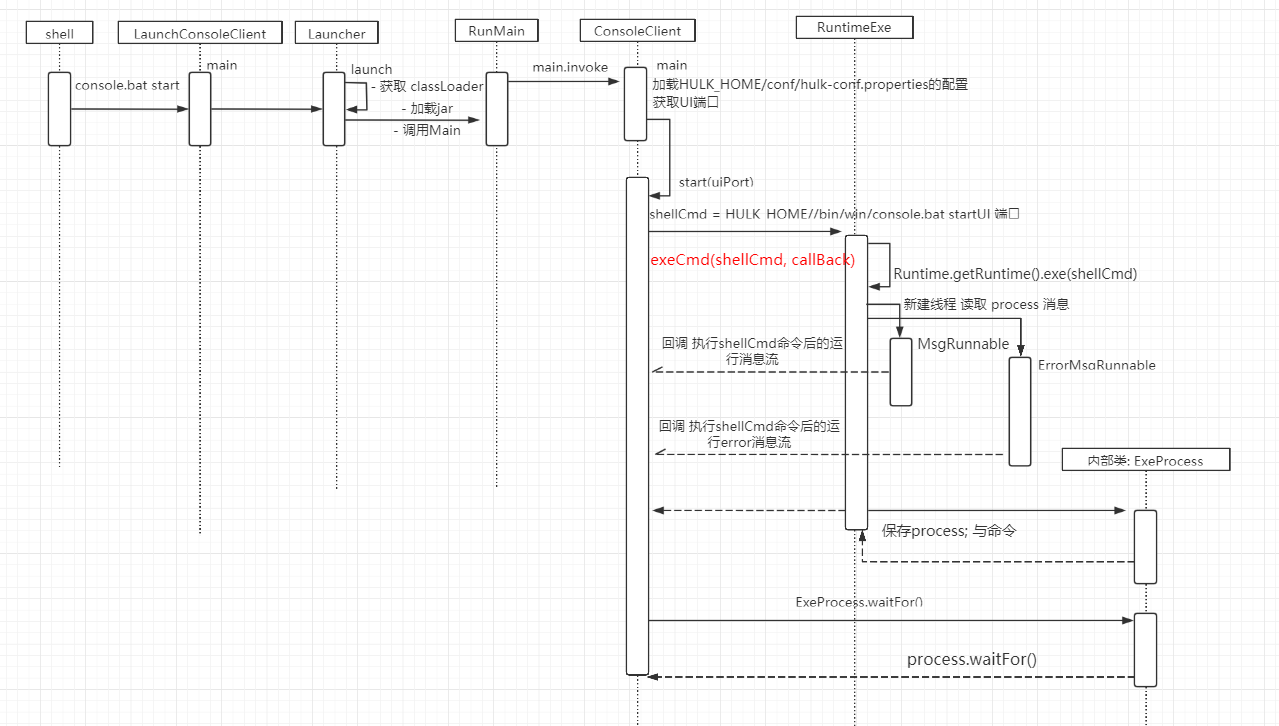 shell
LaunchConsoleClient
Launcher
RunMain
ConsoleClient
RuntimeExe
console.bat start
main
launch
- 获取 classLoader
- 加载jar
- 调用Main
main.invoke
main
加载HULK_HOME/conf/hulk-conf.properties的配置
获取UI端口
start(uiPort)
shellCmd = HULK_HOME//bin/win/console.bat startUI 端口
exeCmd(shellCmd, callBack)
Runtime.getRuntime().exe(shellCmd)
新建线程 读取 process 消息
MsgRunnable
ErrorMsgRunnable
回调 执行shellCmd命令后的运
行消息流
回调 执行shellCmd命令后的运
行error消息流
内部类: ExeProcess
保存process; 与命令
ExeProcess.waitFor()
process.waitFor()